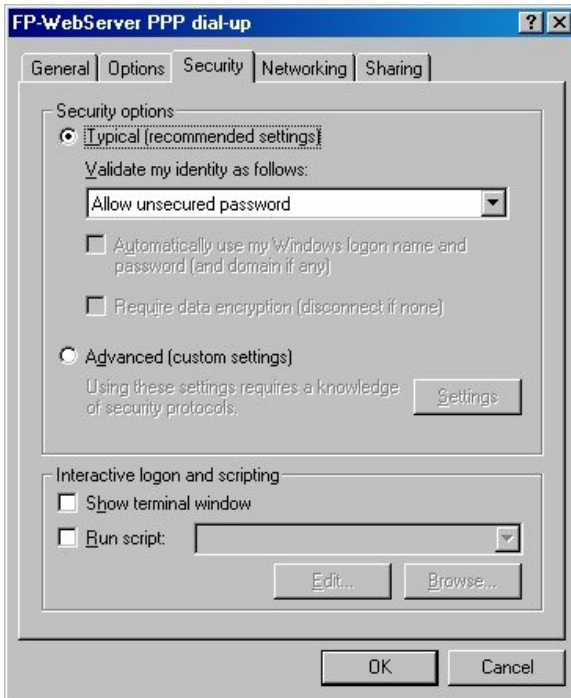 FP-WebServer PPP dial-up
General Options Security Networking Sharing
Security options
Typical (recommended settings)
Validate my identity as follows:
Allow unsecured password
Automatically use my Windows logon name and
password (and domain if any)
Require data encryption (disconnect if none)
Advanced (custom settings)
Using these settings requires a knowledge
of security protocols.
Settings
Interactive logon and scripting
Show terminal window
Run script:
Edit... Browse...
OK Cancel